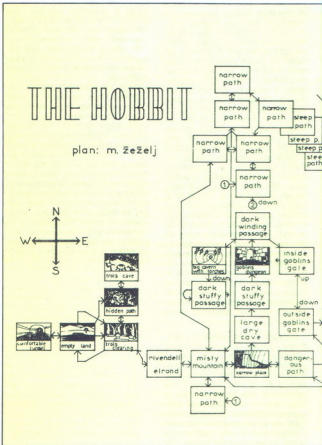 narrow
path
THE HOBBIT
narrow
path
narrow
path
steep
path
steep p.
steep
path
plan: m. žeželj
narrow
path
narrow
path
1
narrow
path
2
down
N
W
E
S
dark
winding
passage
big cavern
with torches
goblins
dungeon
inside
goblins
gate
trolls cave
down
up
hidden path
dark
stuffy
passage
dark
stuffy
passage
down
outside
goblins
gate
comfortable
tunnel
empty land
trolls
clearing
large
dry
cave
rivendell
elrond
misty
mountain
narrow place
danger-
ous
path
narrow
path
1